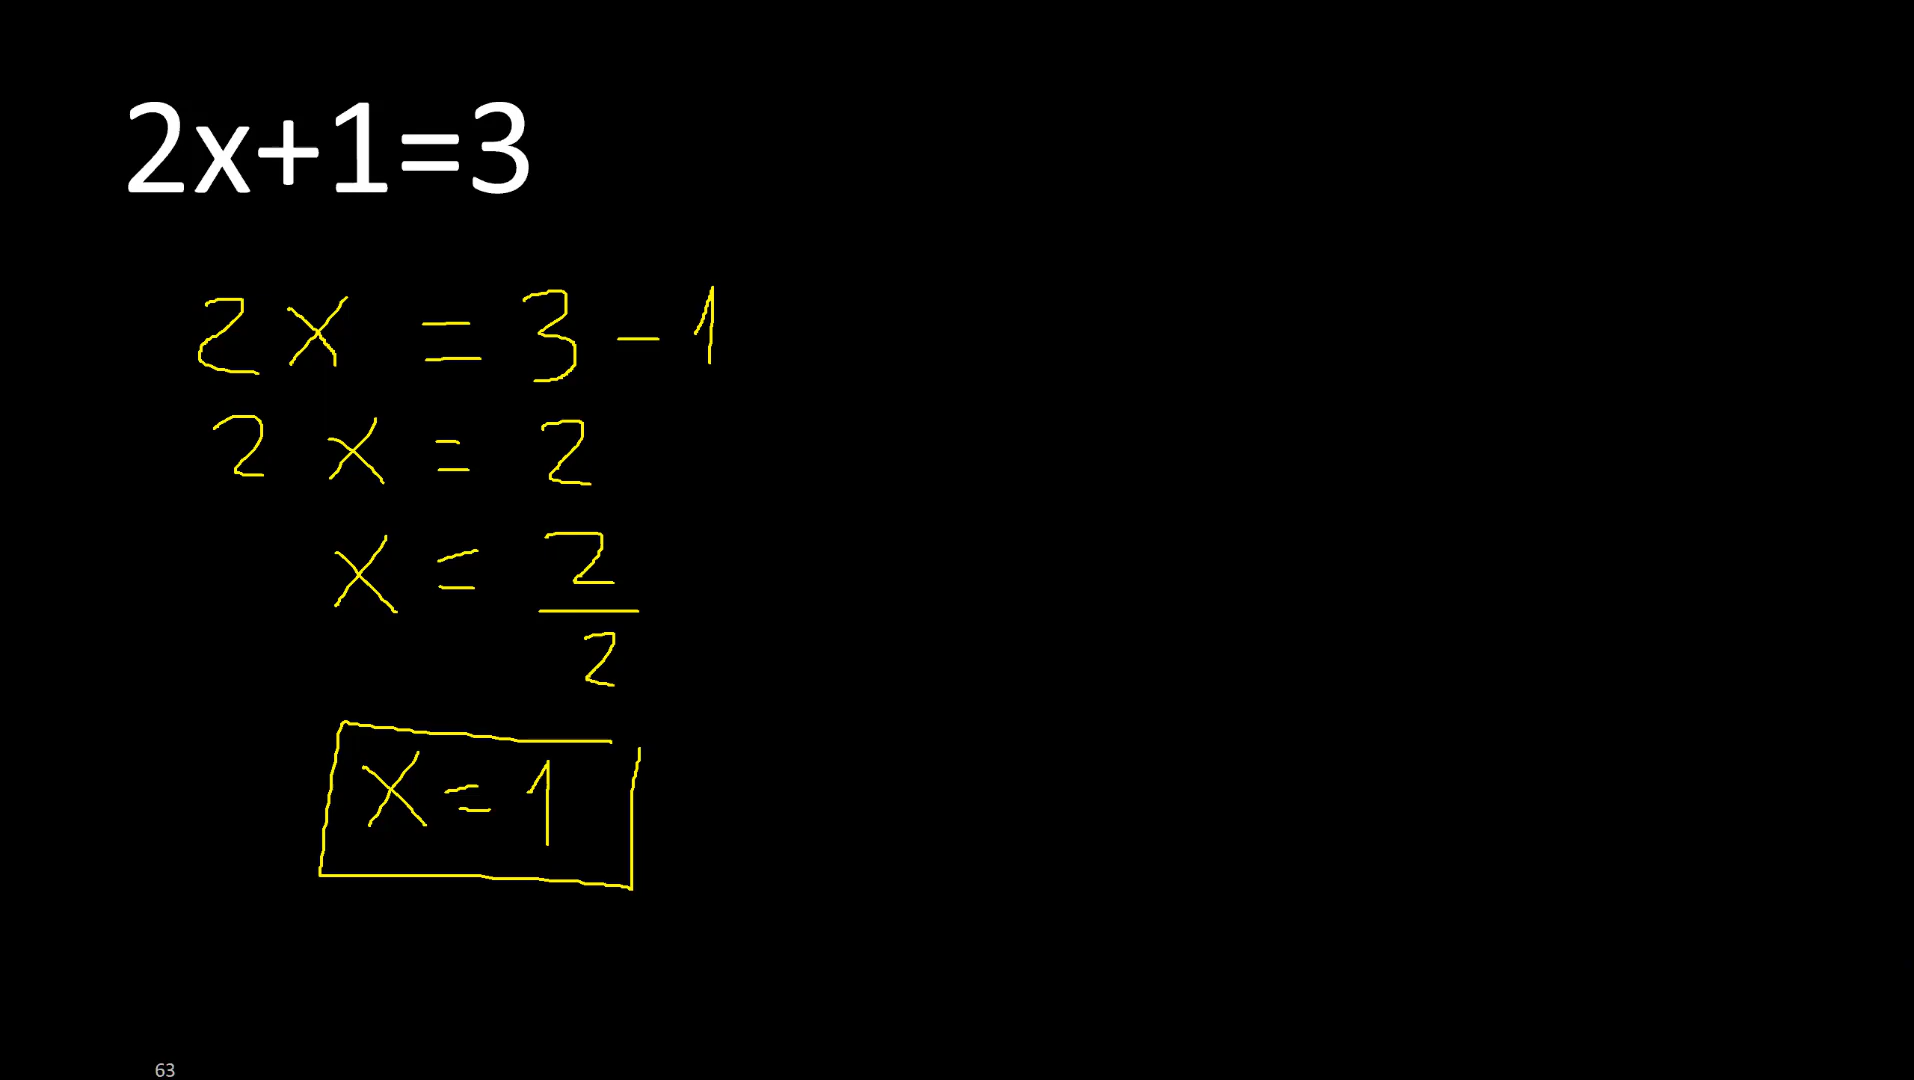 2x+1=3
2x = 3 - 1
2x = 2
x = 2/2
x = 1
63